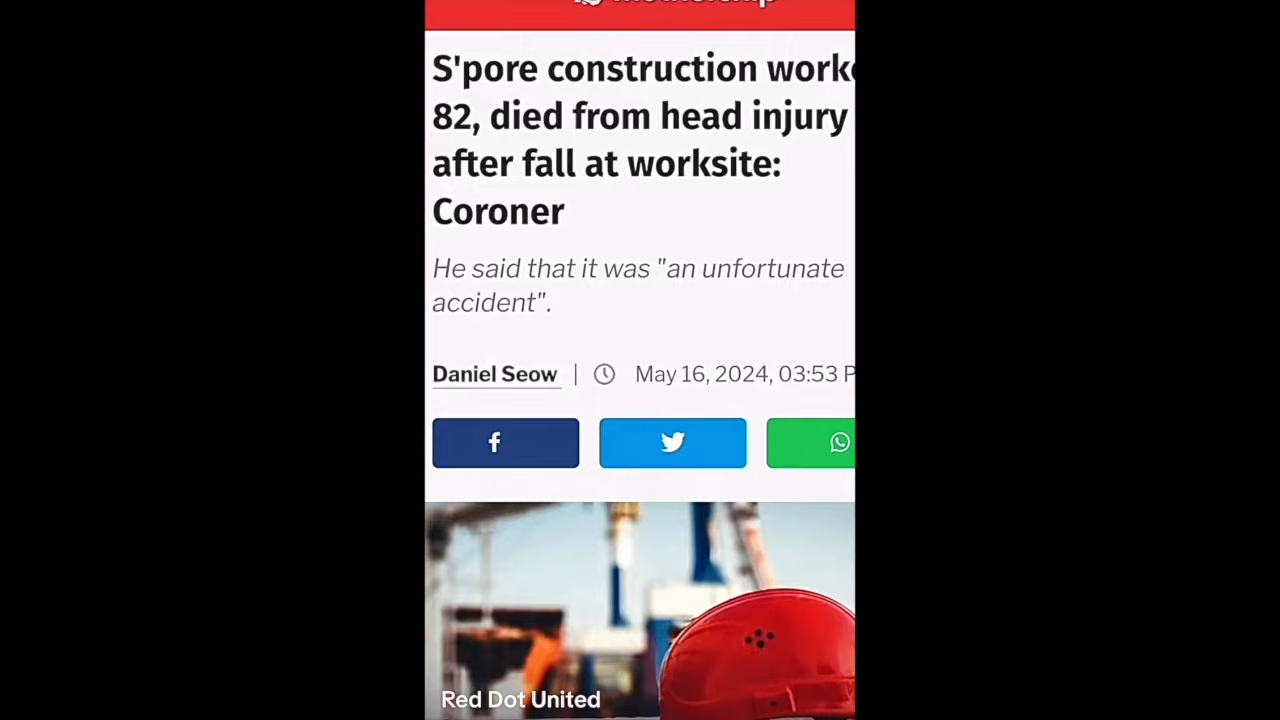 S'pore construction
82, died from head injury
after fall at worksite:
Coroner
He said that it was "an unfortunate
accident".
Daniel Seow
May 16, 2024, 03:53
Red Dot United